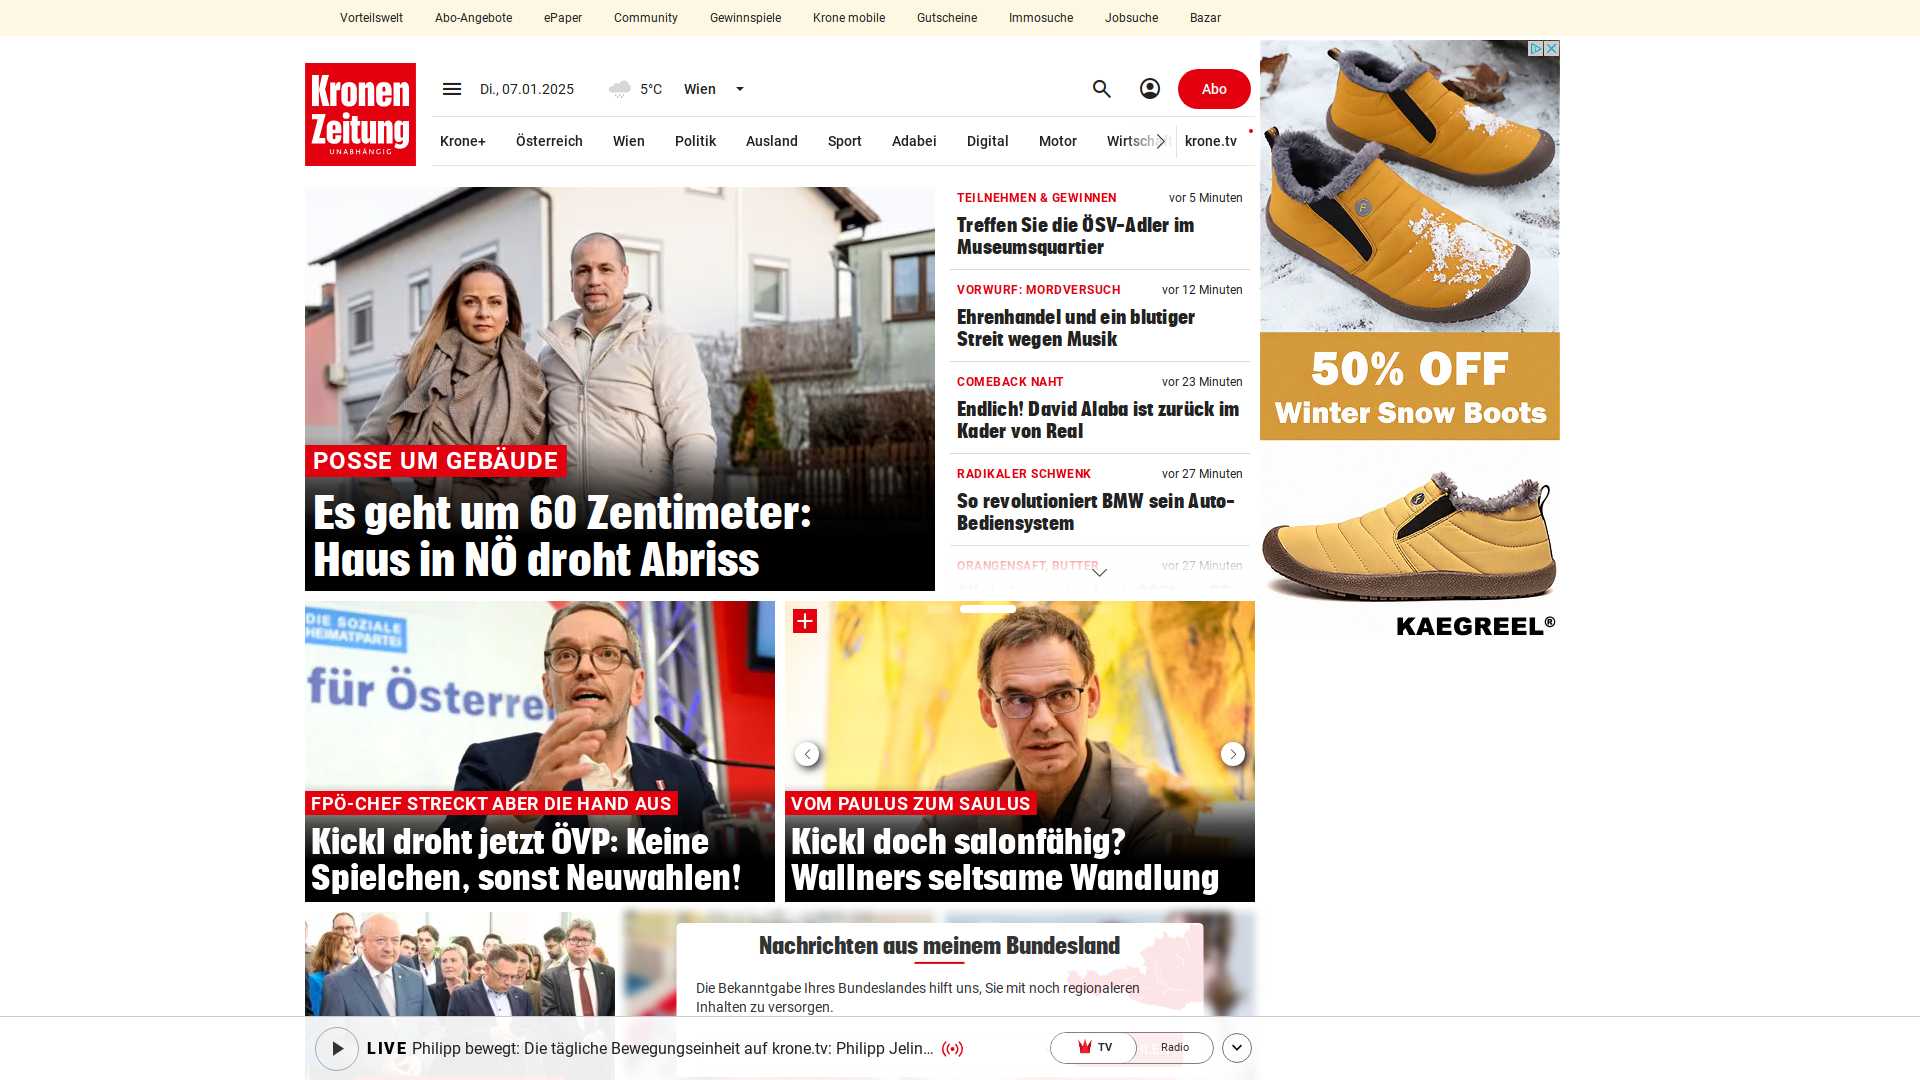 Vorteilswelt Abo-Angebote ePaper Community Gewinnspiele Krone mobile Gutscheine Immosuche Jobsuche Bazar
Kronen
Zeitung
UNABHÄNGIG
Di., 07.01.2025 5°C Wien
Abo
Krone+ Österreich Wien Politik Ausland Sport Adabei Digital Motor krone.tv
POSSE UM GEBÄUDE
Es geht um 60 Zentimeter:
Haus in NÖ droht Abriss
TEILNEHMEN & GEWINNEN vor 5 Minuten
Treffen Sie die ÖSV-Adler im
Museumsquartier
VORWURF: MORDVERSUCH vor 12 Minuten
Ehrenhandel und ein blutiger
Streit wegen Musik
COMEBACK NAHT vor 23 Minuten
Endlich! David Alaba ist zurück im
Kader von Real
RADIKALER SCHWENK vor 27 Minuten
So revolutioniert BMW sein Auto-
Bediensystem
ORANGENSAFT, BUTTER vor 27 Minuten
50% OFF
Winter Snow Boots
KAEGREEL®
DIE SOZIALE
HEIMATPARTEI
für Österre
FPÖ-CHEF STRECKT ABER DIE HAND AUS
Kickl droht jetzt ÖVP: Keine
Spielchen, sonst Neuwahlen!
VOM PAULUS ZUM SAULUS
Kickl doch salonfähig?
Wallners seltsame Wandlung
Nachrichten aus meinem Bundesland
Die Bekanntgabe Ihres Bundeslandes hilft uns, Sie mit noch regionaleren
Inhalten zu versorgen.
LIVE Philipp bewegt: Die tägliche Bewegungseinheit auf krone.tv: Philipp Jelin...
TV Radio